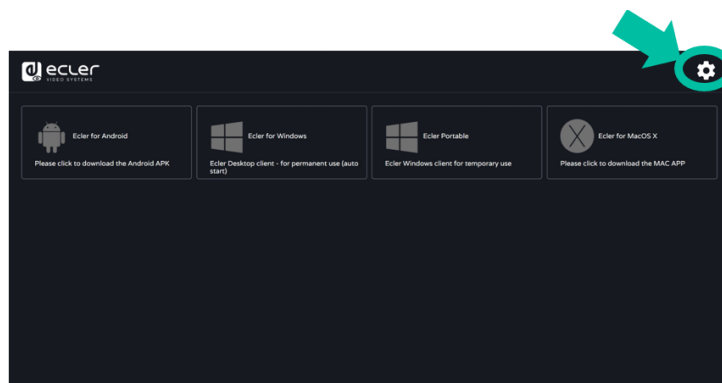 ecler
VIDEO SYSTEMS
Ecler for Android
Please click to download the Android APK
Ecler for Windows
Ecler Desktop client - for permanent use (auto
start)
Ecler Portable
Ecler Windows client for temporary use
Ecler for MacOS X
Please click to download the MAC APP